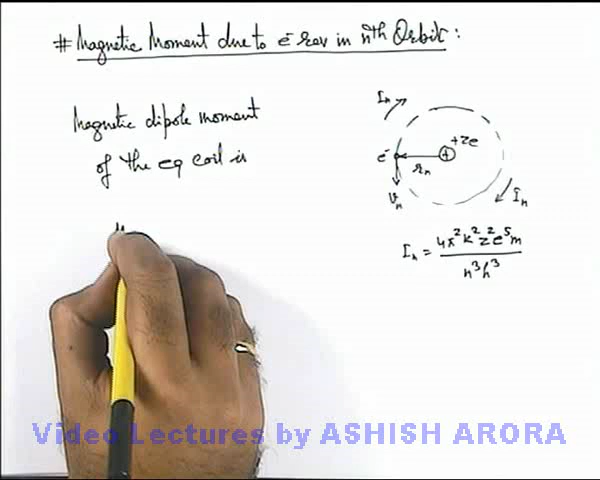 # Magnetic Moment due to e⁻ rev in nᵗʰ Orbit :
Magnetic dipole moment
of the eq coil is
Iₙ
+ze
e⁻
+
rₙ
vₙ
Iₙ
Iₙ = 4π²k²z²e⁵m / n³h³
Video Lectures by ASHISH ARORA